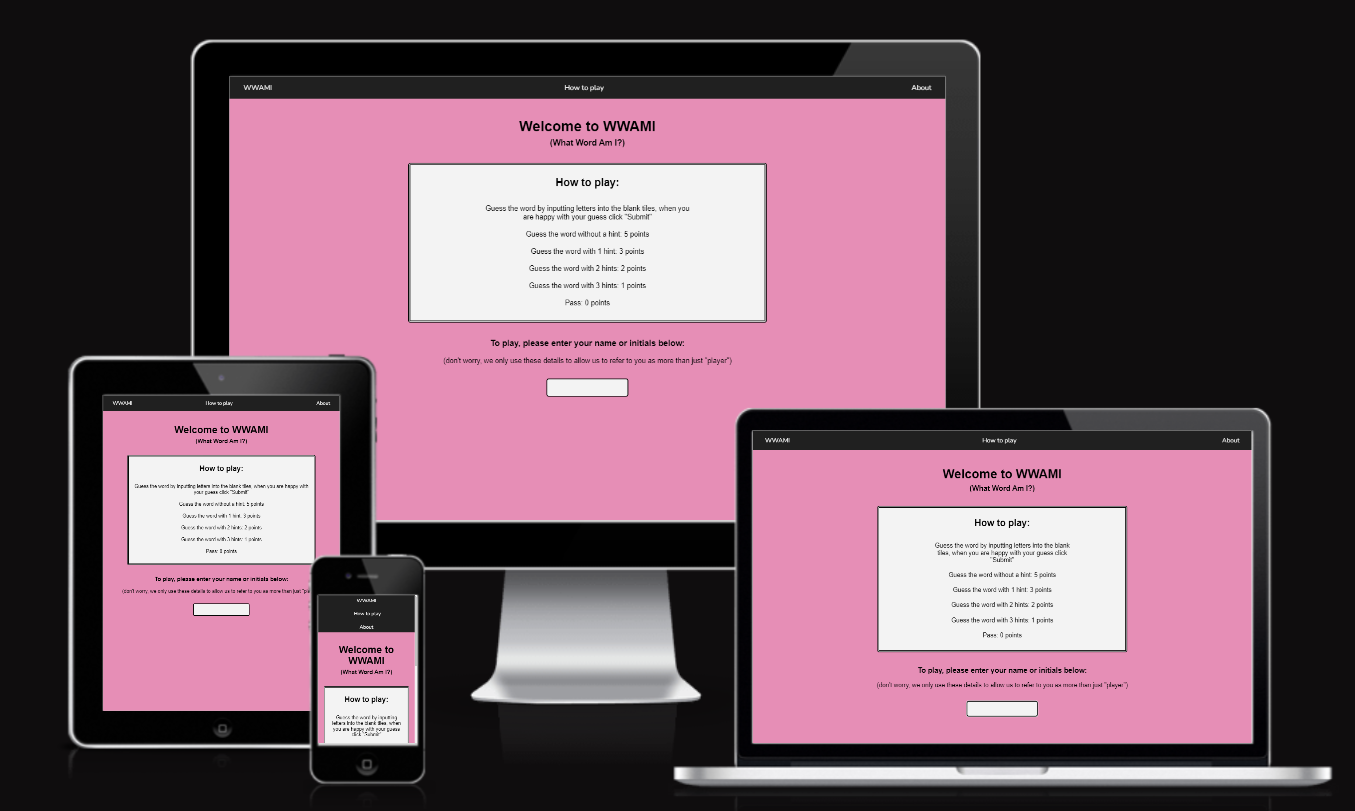 WWAMI How to play About
Welcome to WWAMI
(What Word Am I?)
How to play:
Guess the word by inputting letters into the blank tiles, when you
are happy with your guess click "Submit"
Guess the word without a hint: 5 points
Guess the word with 1 hint: 3 points
Guess the word with 2 hints: 2 points
Guess the word with 3 hints: 1 points
Pass: 0 points
To play, please enter your name or initials below:
(don't worry, we only use these details to allow us to refer to you as more than just "player")
WWAMI How to play About
Welcome to WWAMI
(What Word Am I?)
How to play:
Guess the word by inputting letters into the blank tiles, when you are happy with
your guess click "Submit"
Guess the word without a hint: 5 points
Guess the word with 1 hint: 3 points
Guess the word with 2 hints: 2 points
Guess the word with 3 hints: 1 points
Pass: 0 points
To play, please enter your name or initials below:
(don't worry, we only use these details to allow us to refer to you as more than just
WWAMI
How to play
About
Welcome to
WWAMI
(What Word Am I?)
How to play:
Guess the word by inputting
letters into the blank tiles, when
you are happy with your guess
click "Submit"
WWAMI How to play About
Welcome to WWAMI
(What Word Am I?)
How to play:
Guess the word by inputting letters into the blank
tiles, when you are happy with your guess click
"Submit"
Guess the word without a hint: 5 points
Guess the word with 1 hint: 3 points
Guess the word with 2 hints: 2 points
Guess the word with 3 hints: 1 points
Pass: 0 points
To play, please enter your name or initials below:
(don't worry, we only use these details to allow us to refer to you as more than just "player")